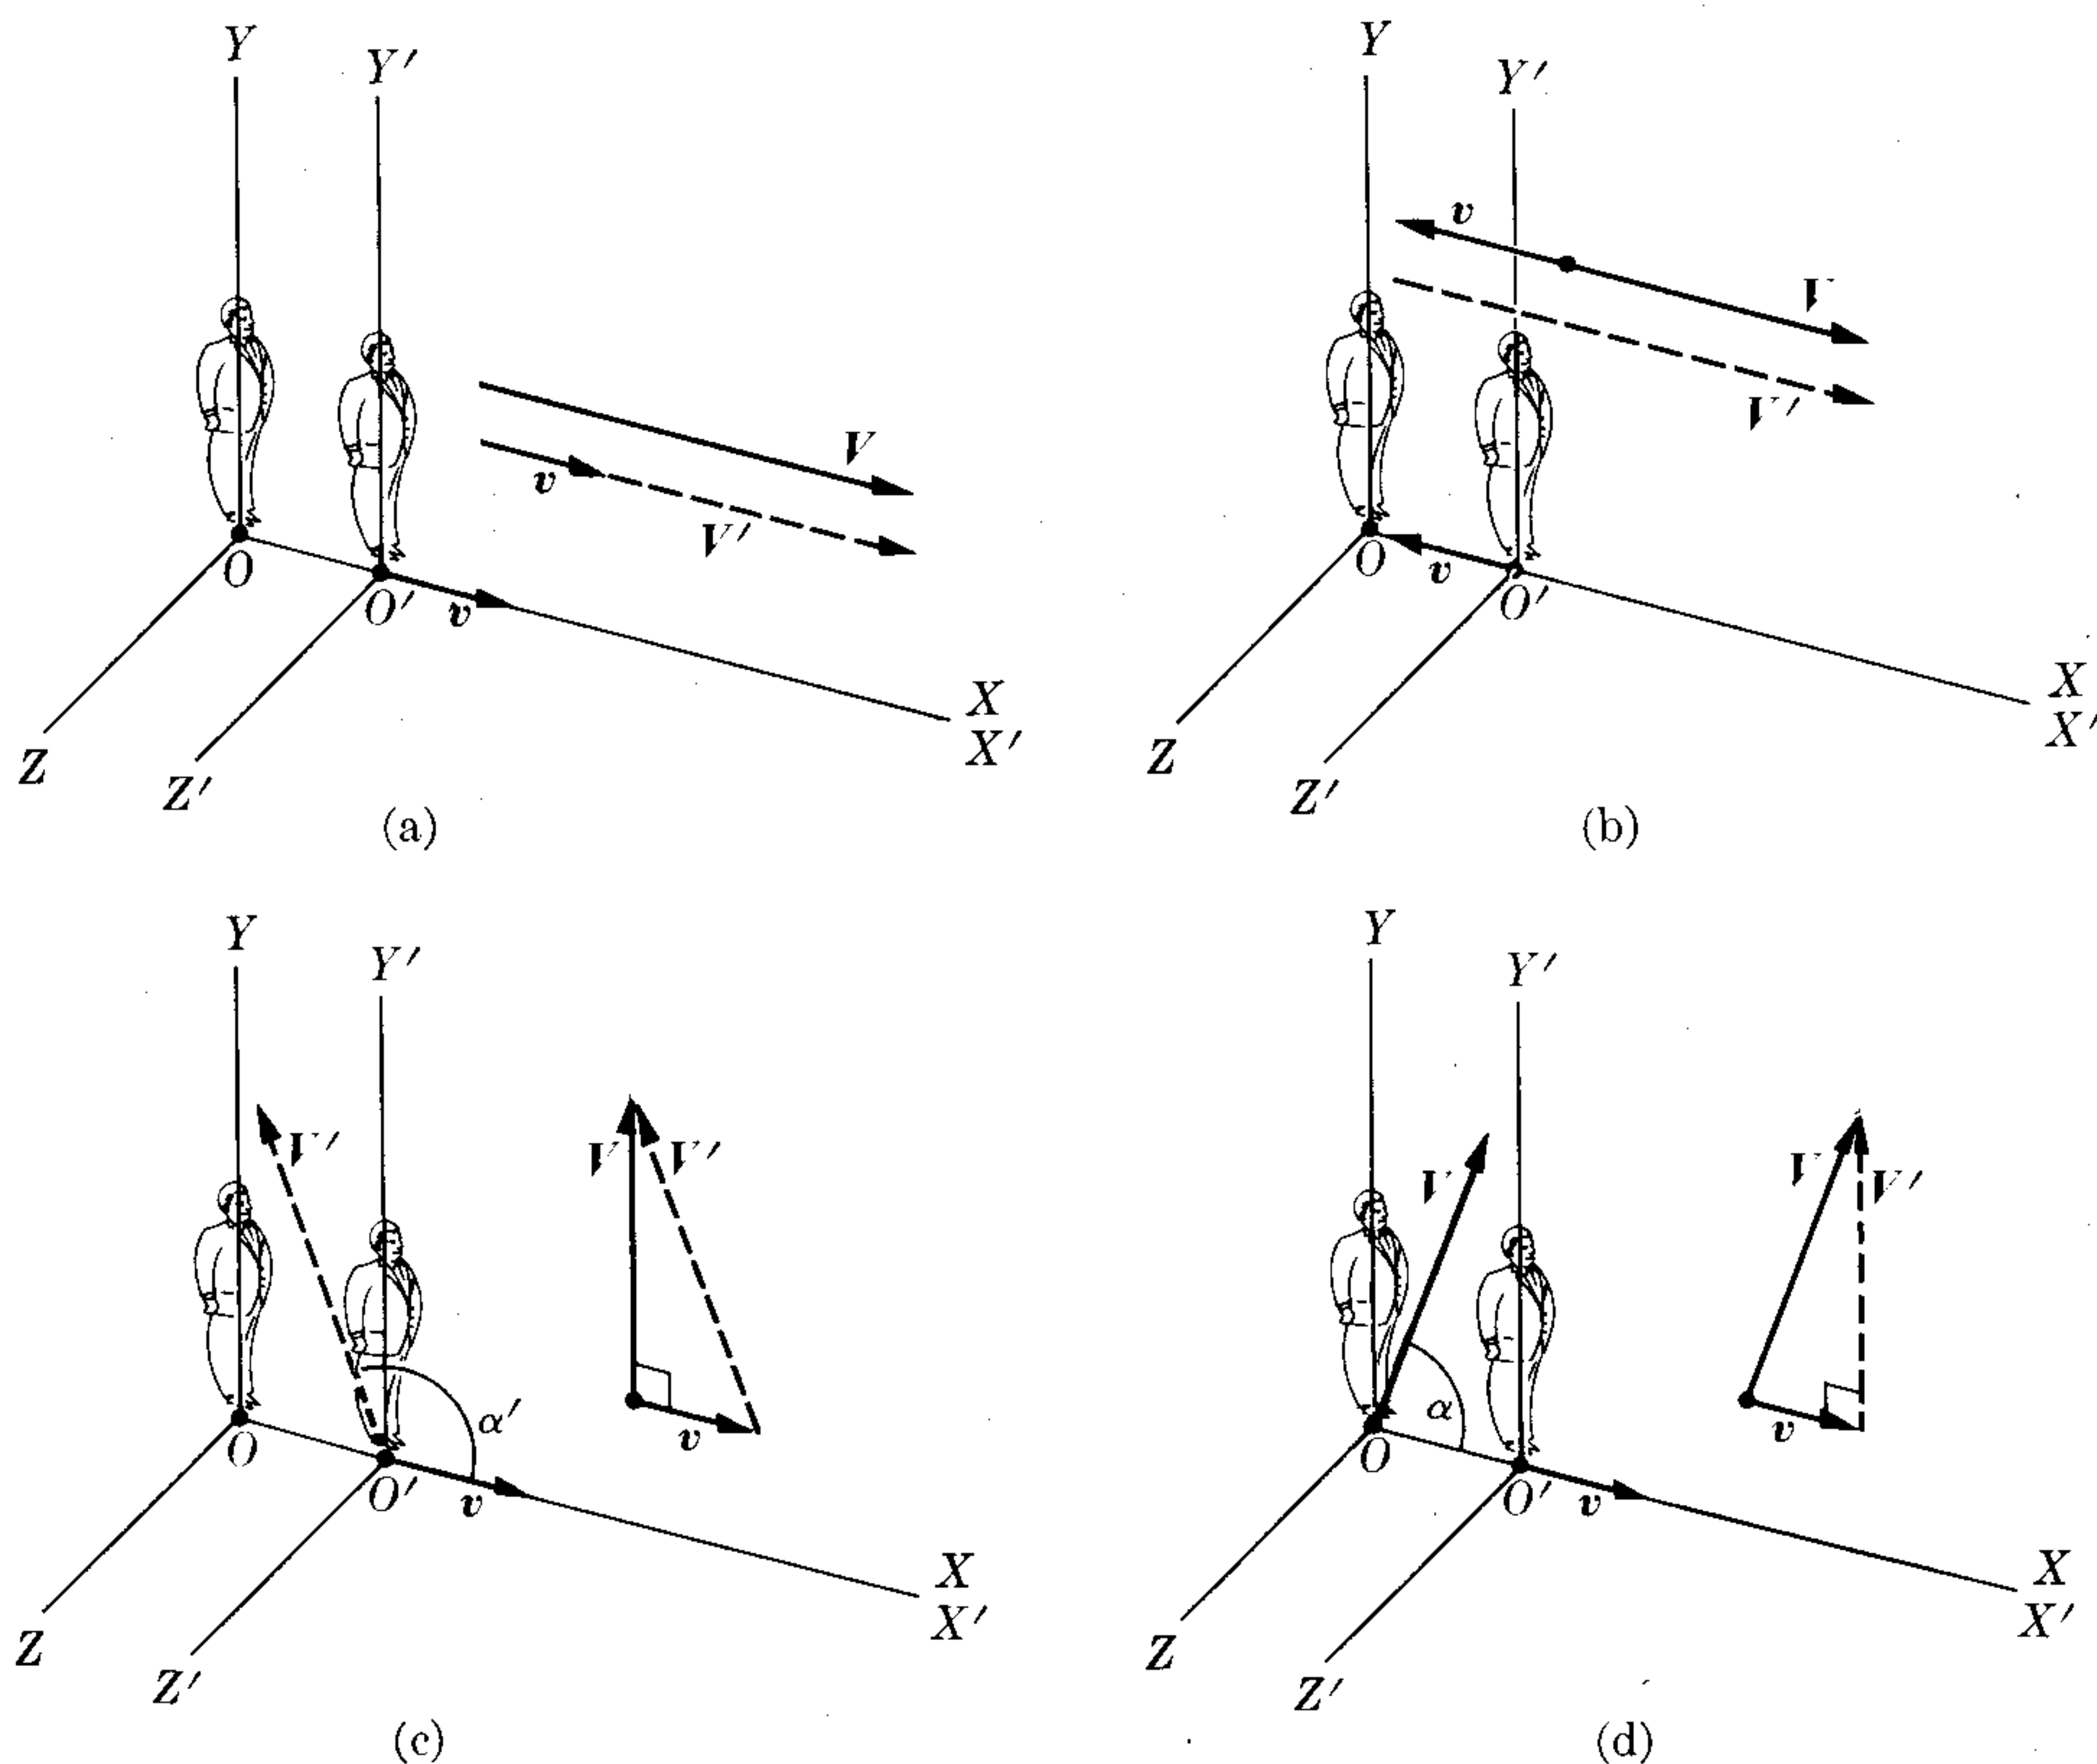 Y
Y′
V
v
V′
O
O′
v
X
X′
Z
Z′
(a)
Y
Y′
v
V
V′
O
v
O′
X
X′
Z
Z′
(b)
Y
Y′
V′
V
V′
α′
v
O
O′
v
X
X′
Z
Z′
(c)
Y
Y′
V
V
V′
α
v
O
O′
v
X
X′
Z
Z′
(d)